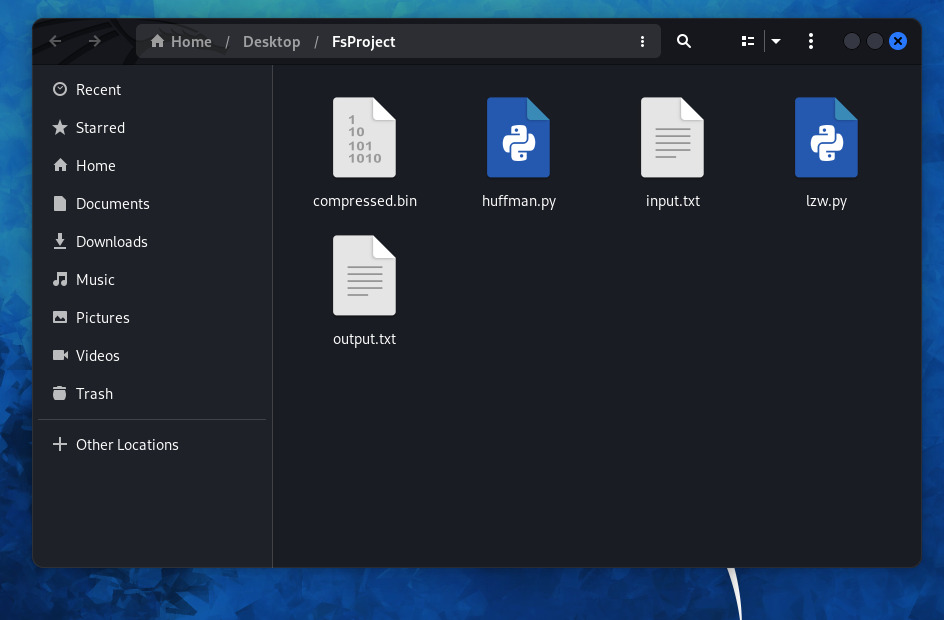 Home / Desktop / FsProject
Recent
Starred
Home
Documents
Downloads
Music
Pictures
Videos
Trash
Other Locations
1
10
101
1010
compressed.bin
huffman.py
input.txt
lzw.py
output.txt